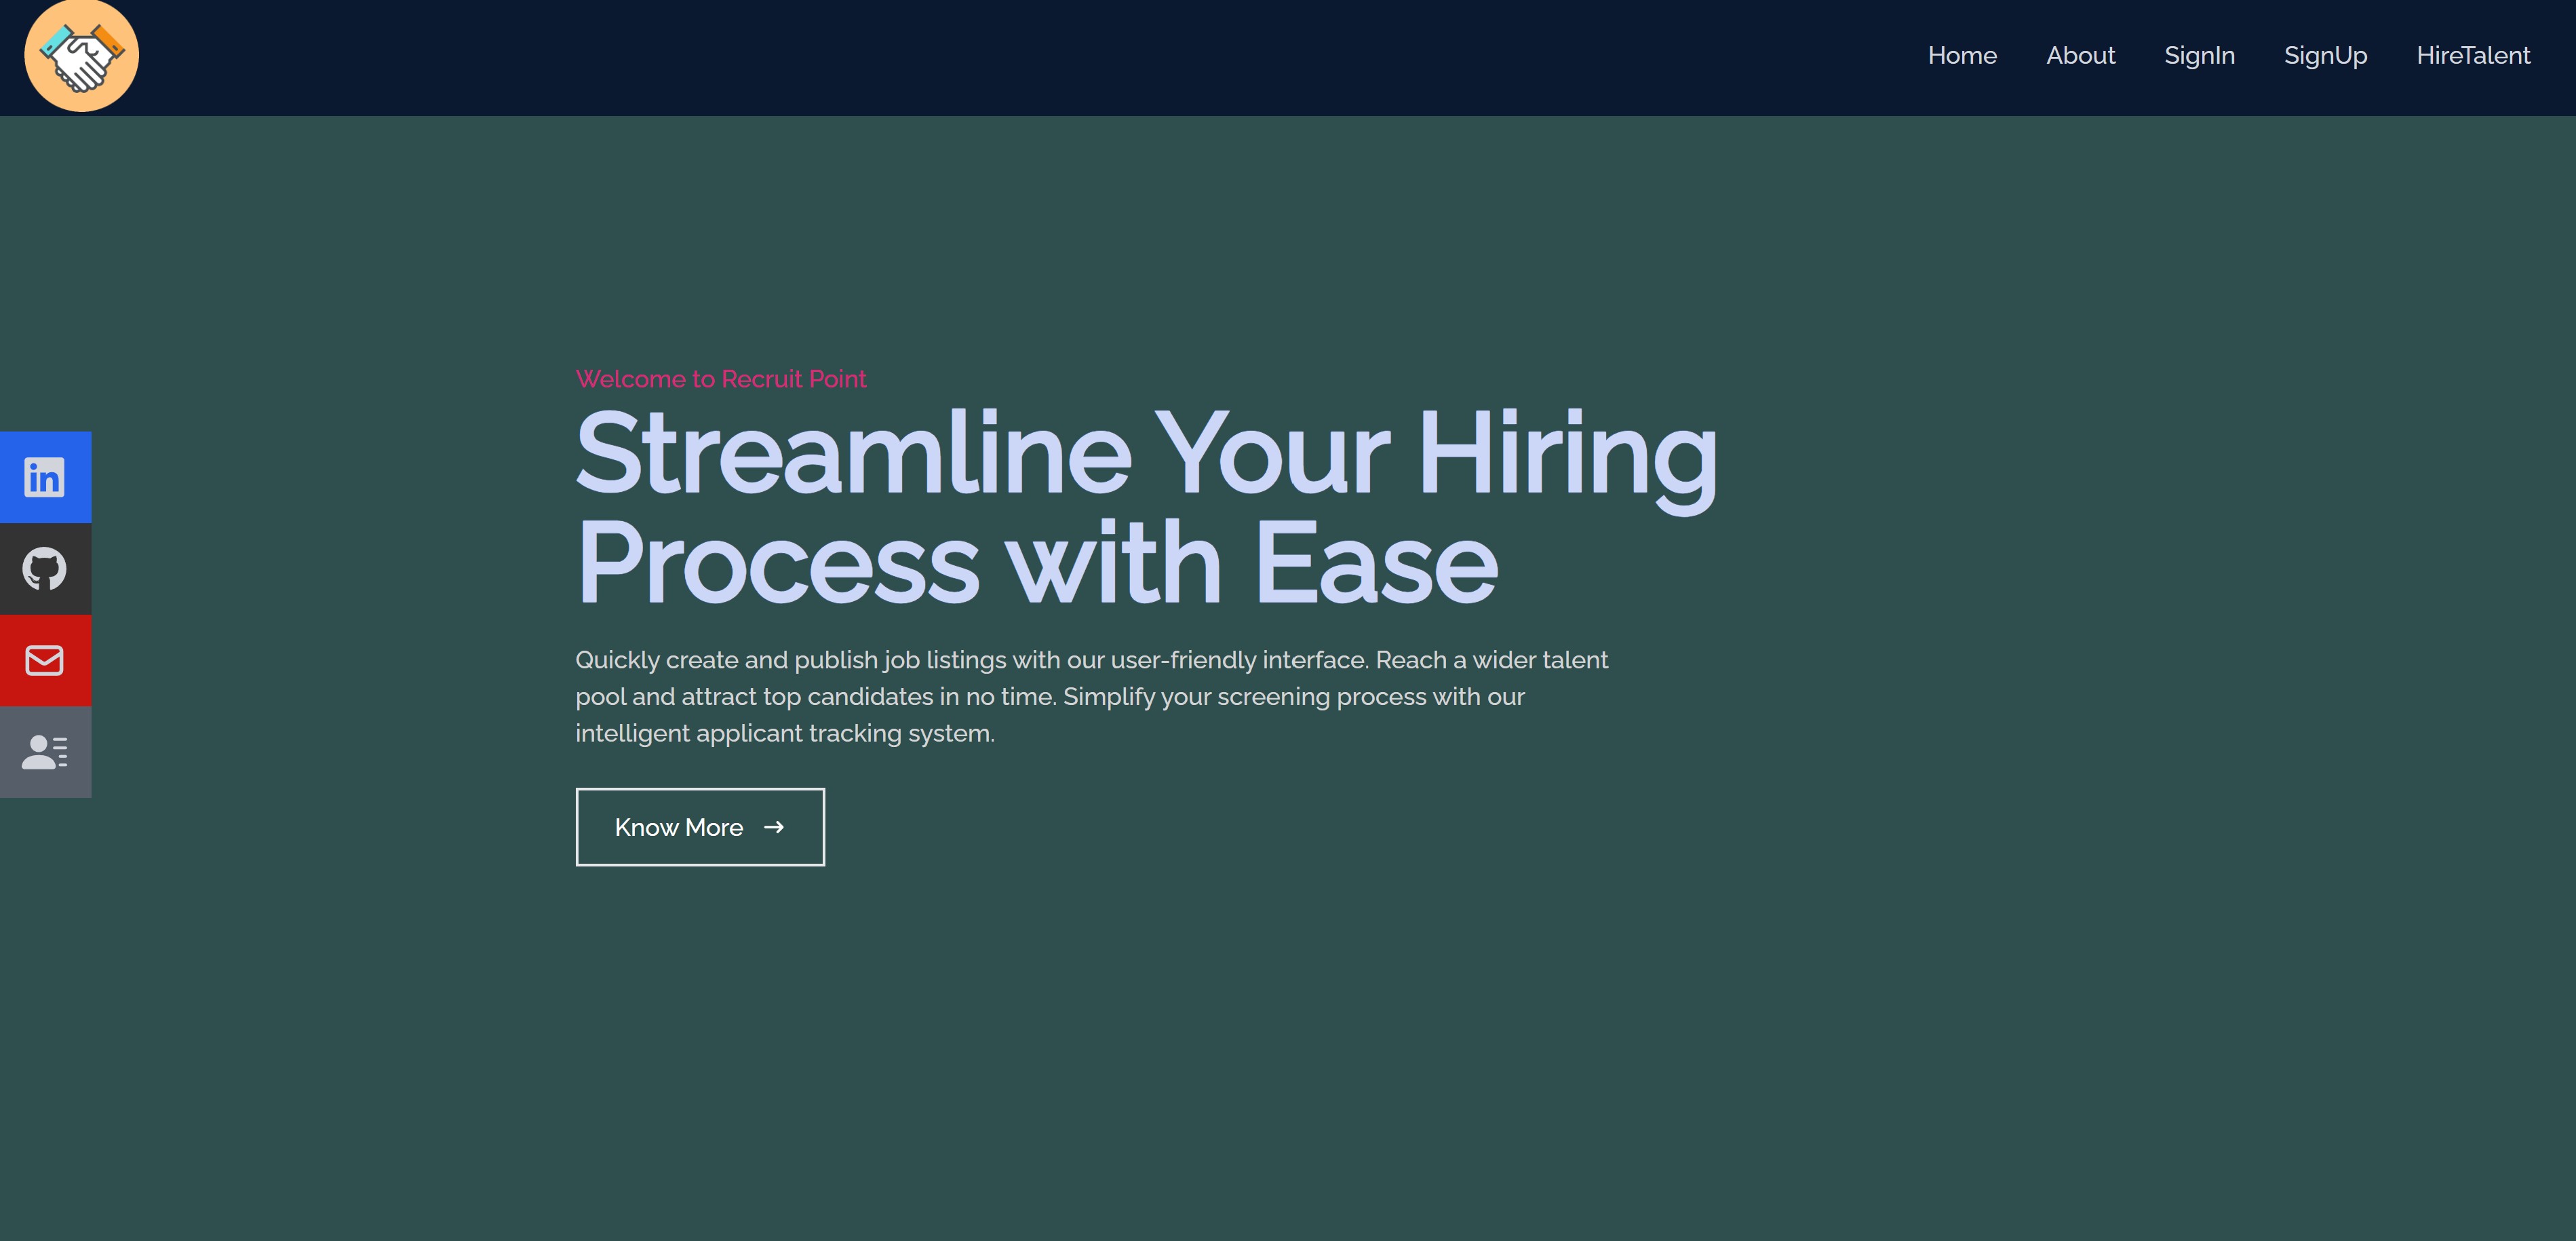 Home About SignIn SignUp HireTalent
Welcome to Recruit Point
Streamline Your Hiring
Process with Ease
in
Quickly create and publish job listings with our user-friendly interface. Reach a wider talent
pool and attract top candidates in no time. Simplify your screening process with our
intelligent applicant tracking system.
Know More →